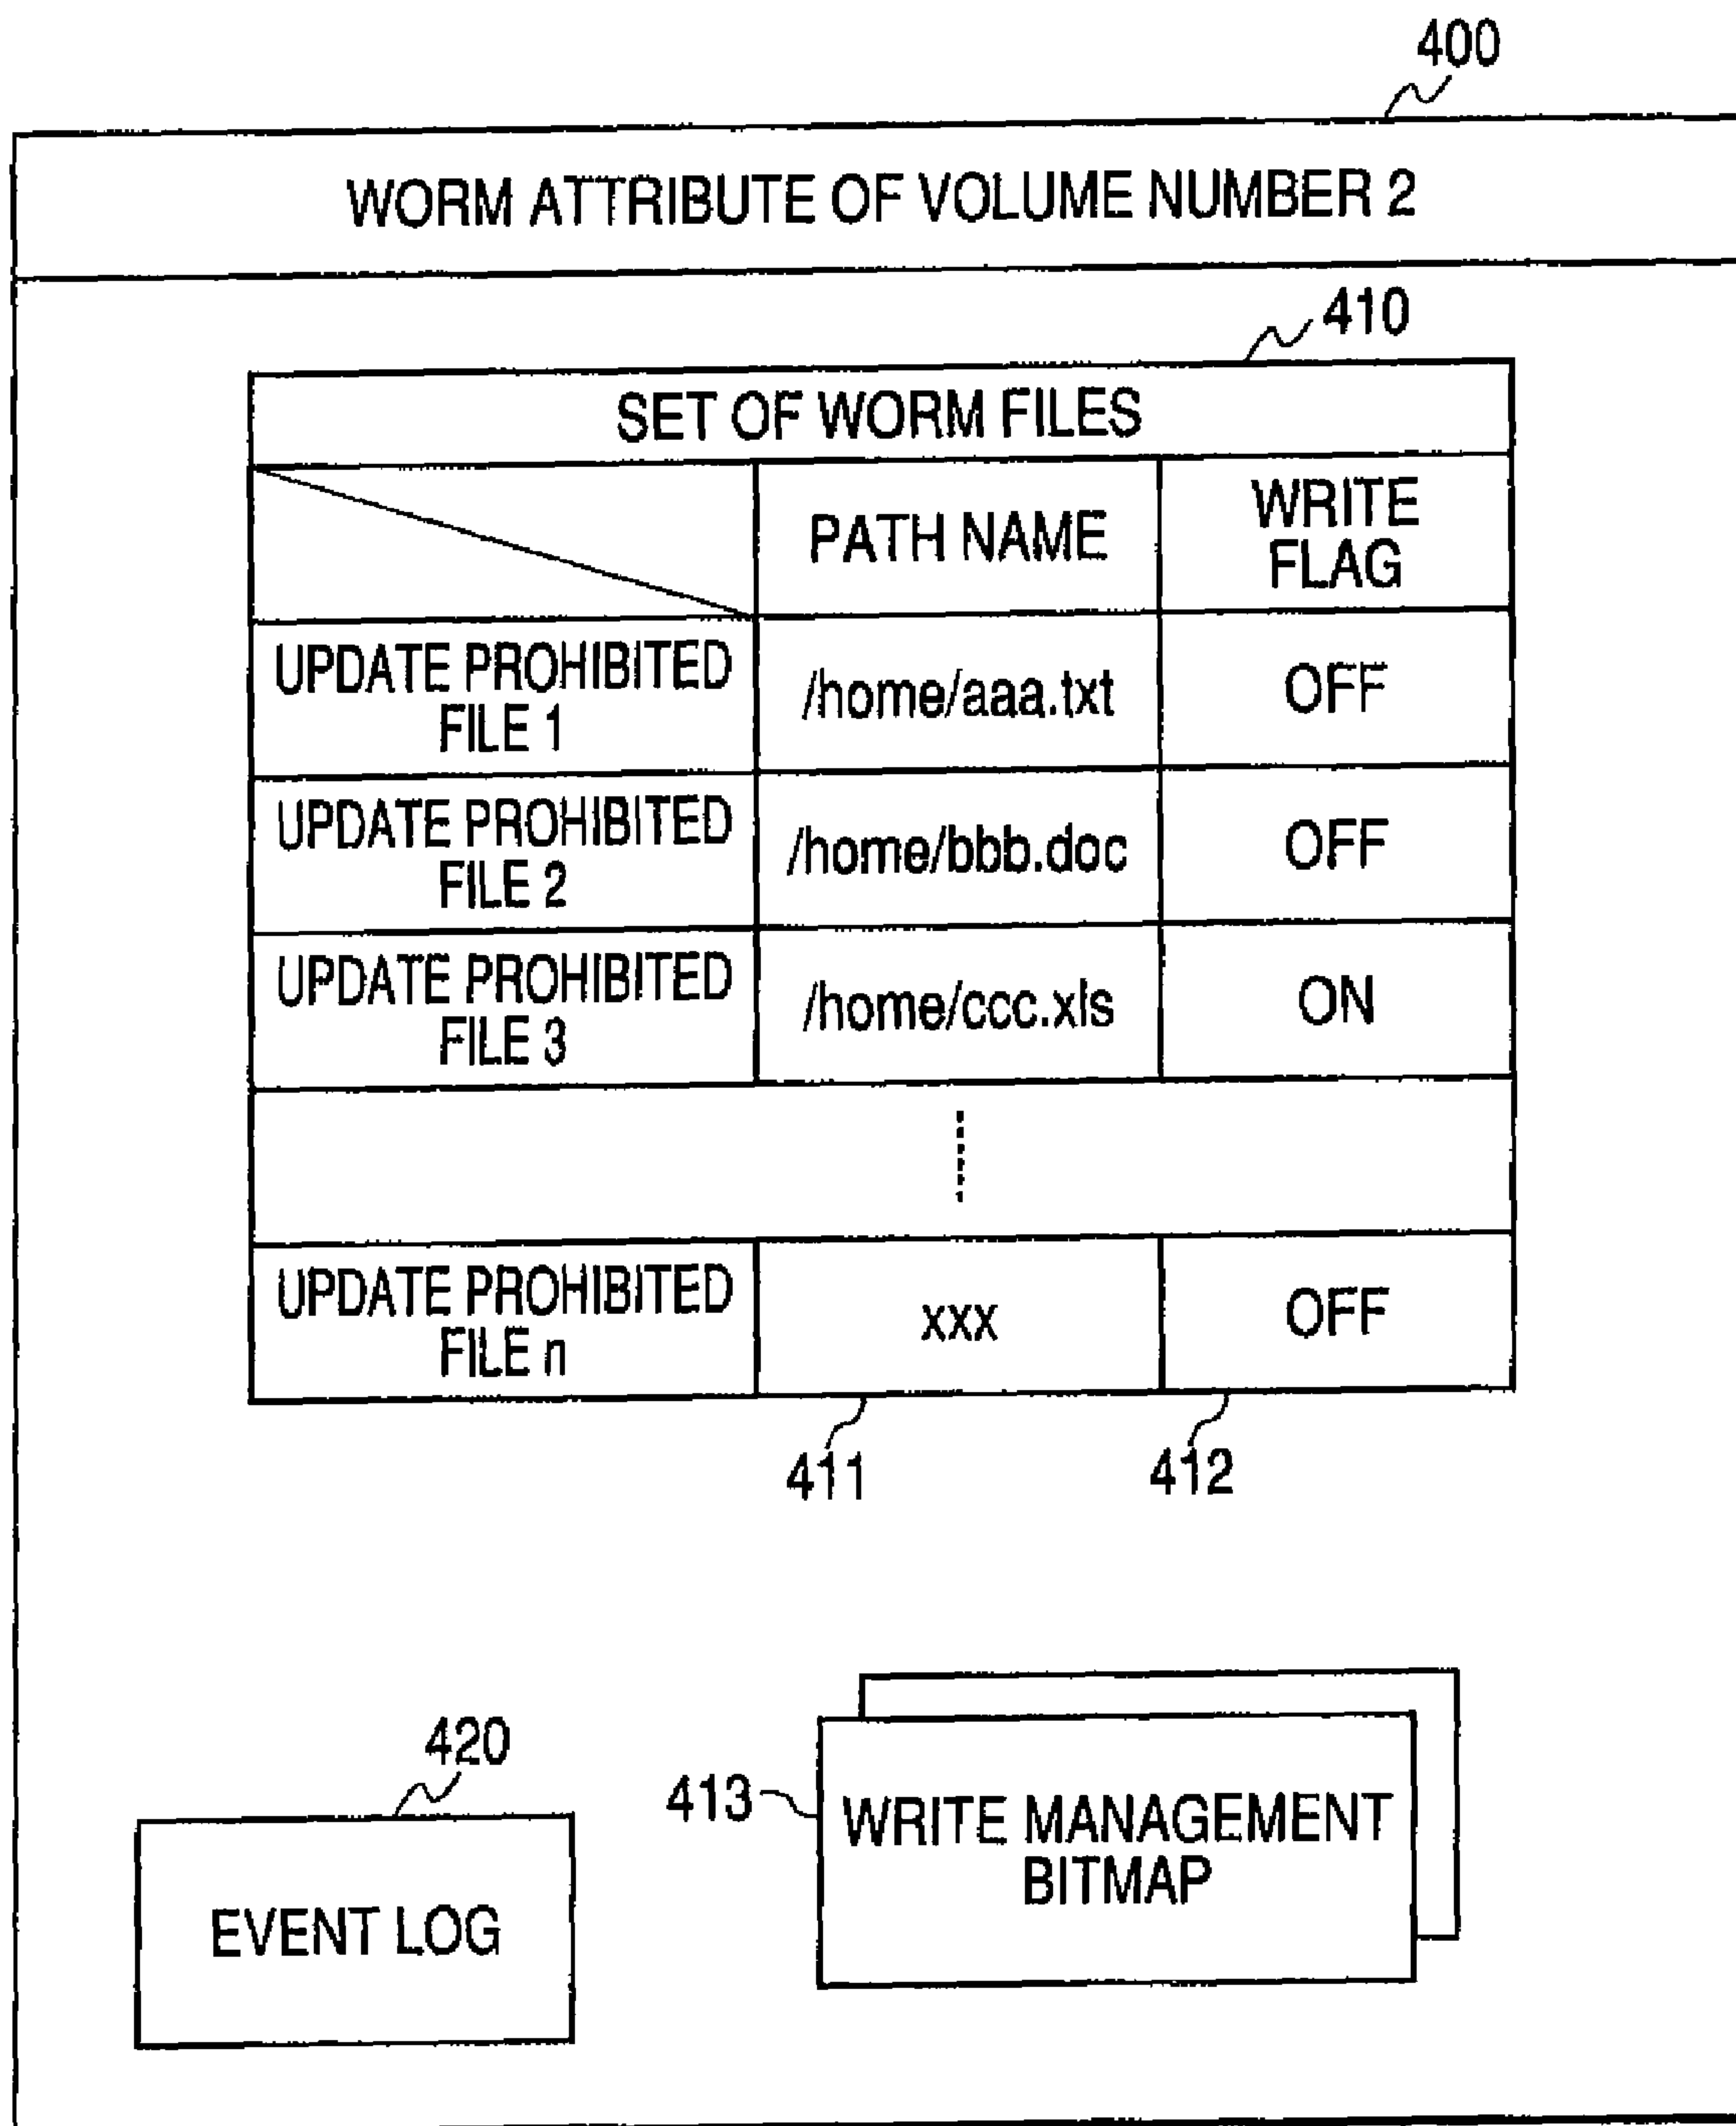 400
WORM ATTRIBUTE OF VOLUME NUMBER 2
410
SET OF WORM FILES
PATH NAME
WRITE
FLAG
UPDATE PROHIBITED
FILE 1
/home/aaa.txt
OFF
UPDATE PROHIBITED
FILE 2
/home/bbb.doc
OFF
UPDATE PROHIBITED
FILE 3
/home/ccc.xls
ON
UPDATE PROHIBITED
FILE n
xxx
OFF
411
412
420
EVENT LOG
413
WRITE MANAGEMENT
BITMAP